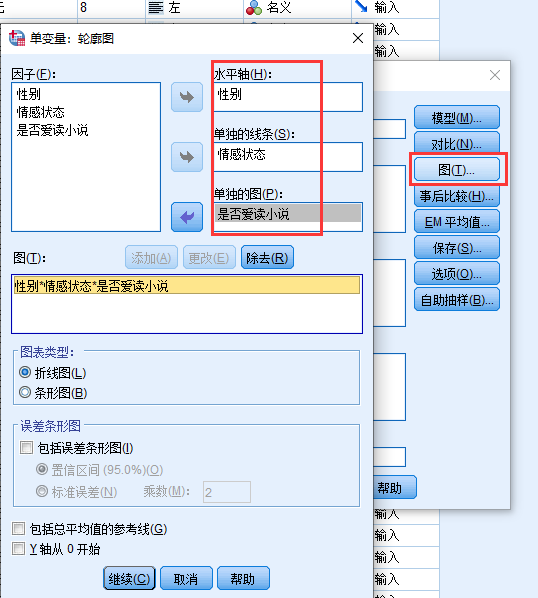 8 左 名义 输入
输入
单变量：轮廓图
因子(F):
水平轴(H):
性别
情感状态
是否爱读小说
性别
单独的线条(S):
情感状态
单独的图(P):
是否爱读小说
模型(M)...
对比(N)...
图(T)...
事后比较(H)...
EM 平均值...
保存(S)...
选项(O)...
自助抽样(B)...
图(T):
添加(A)
更改(E)
除去(R)
性别*情感状态*是否爱读小说
图表类型：
折线图(L)
条形图(B)
误差条形图
包括误差条形图(I)
置信区间 (95.0%)(O)
标准误差(N) 乘数(M): 2
帮助
包括总平均值的参考线(G)
Y 轴从 0 开始
继续(C)
取消
帮助
输入
输入
输入
输入
输入